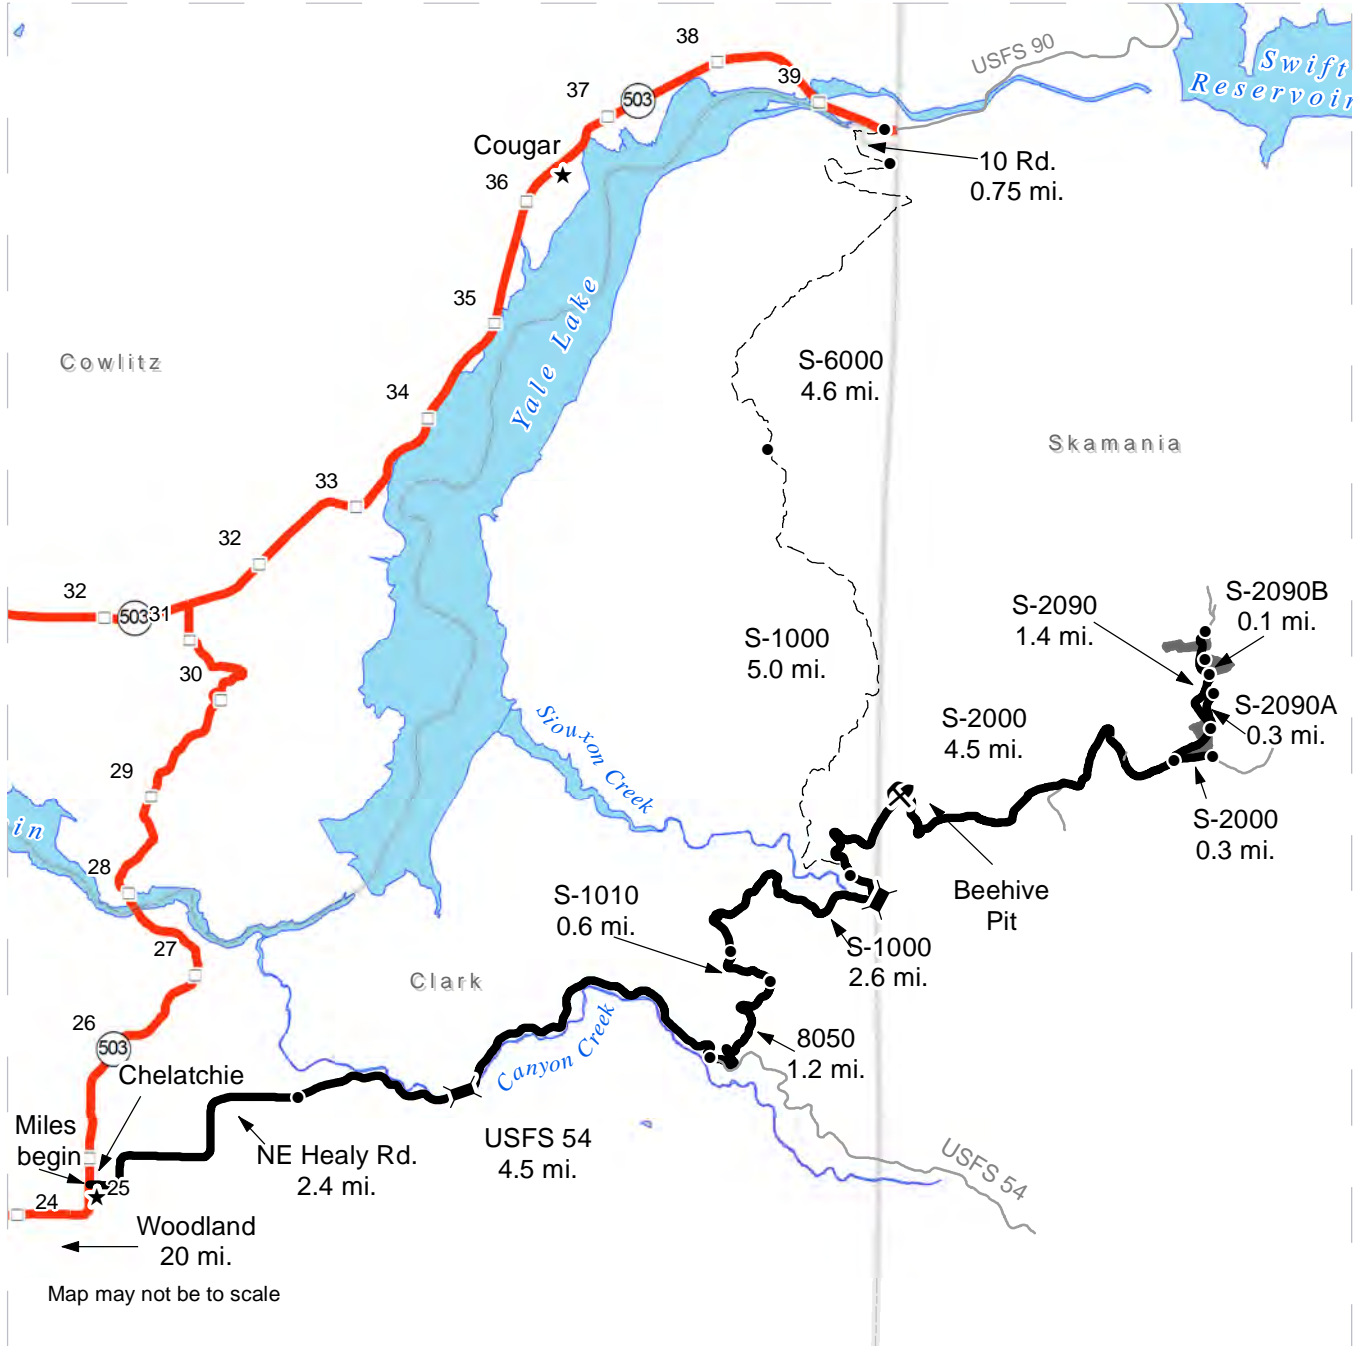 38
USFS 90
Swift
Reservoir
39
37
503
Cougar
10 Rd.
0.75 mi.
36
35
Yale Lake
Cowlitz
S-6000
4.6 mi.
34
Skamania
33
32
32
503
31
S-2090B
0.1 mi.
S-2090
1.4 mi.
S-1000
5.0 mi.
30
S-2090A
0.3 mi.
S-2000
4.5 mi.
Siouxon Creek
29
in
S-2000
0.3 mi.
28
Beehive
Pit
S-1010
0.6 mi.
27
S-1000
2.6 mi.
Clark
26
503
8050
1.2 mi.
Canyon Creek
Chelatchie
Miles
begin
USFS 54
4.5 mi.
NE Healy Rd.
2.4 mi.
USFS 54
25
24
Woodland
20 mi.
Map may not be to scale